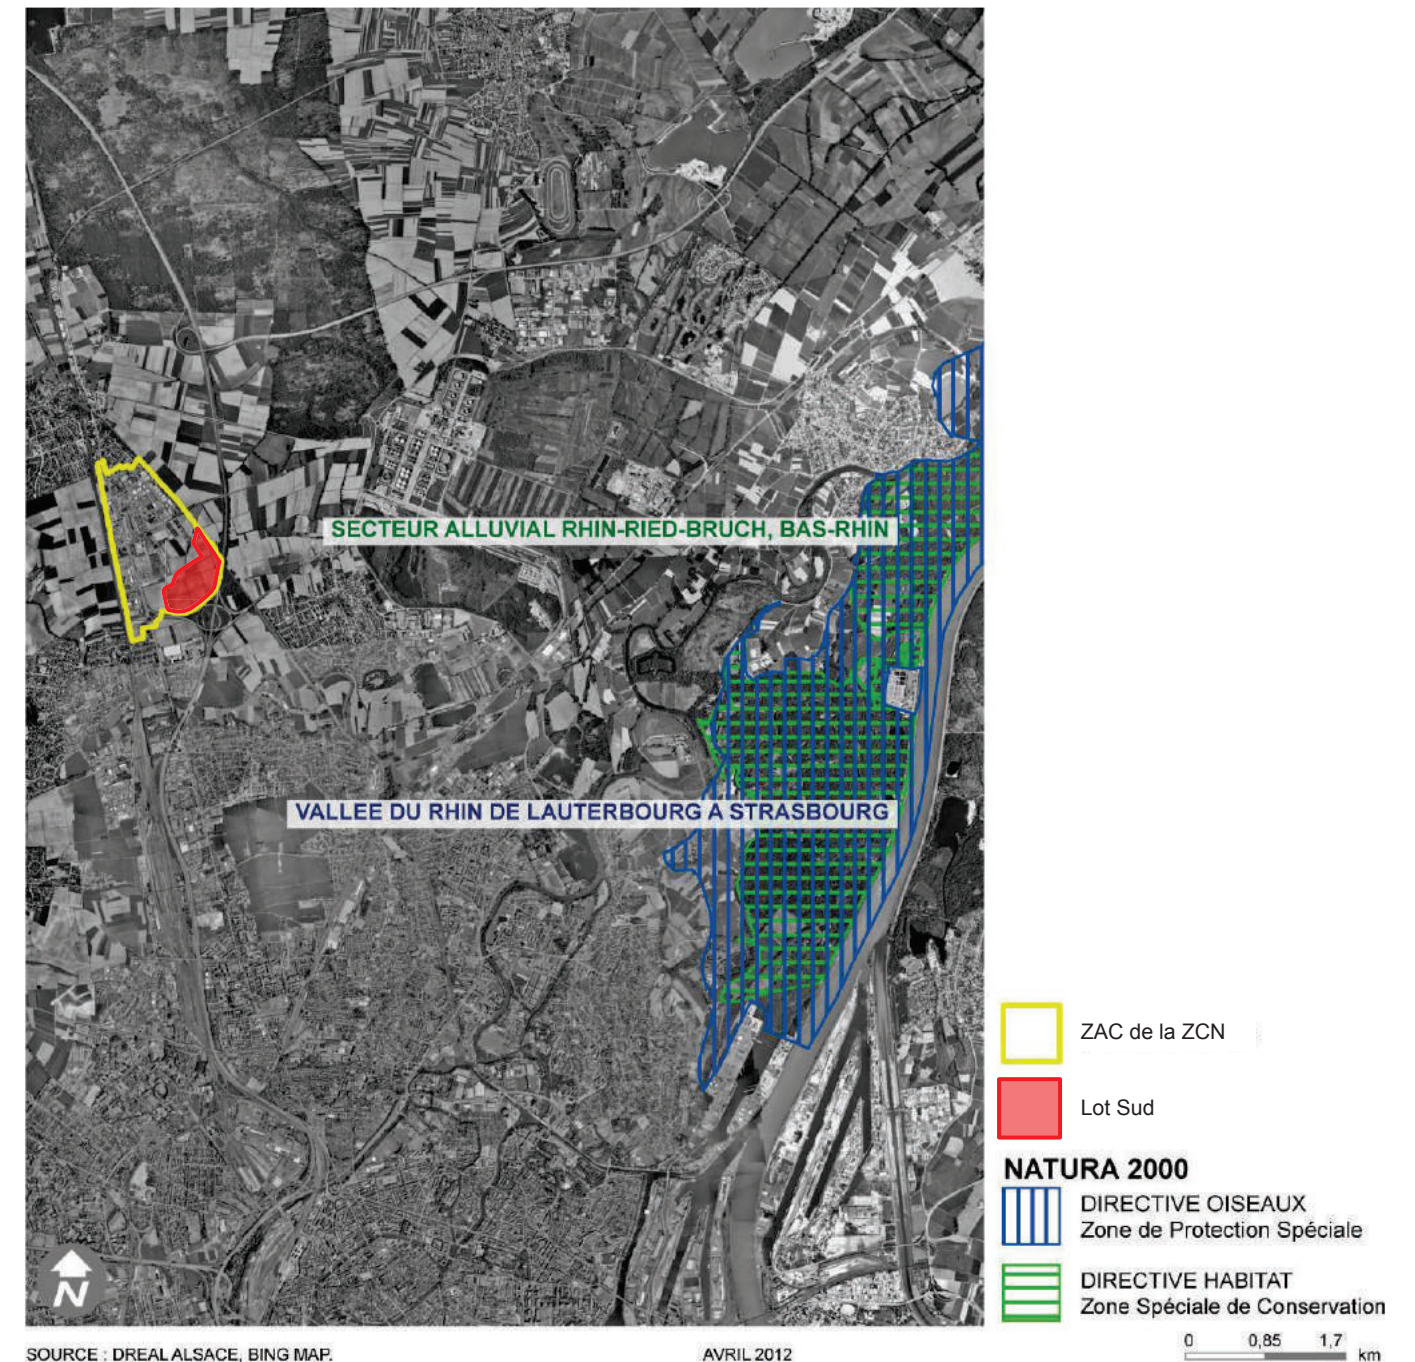 SECTEUR ALLUVIAL RHIN-RIED-BRUCH, BAS-RHIN
VALLEE DU RHIN DE LAUTERBOURG A STRASBOURG
ZAC de la ZCN
Lot Sud
NATURA 2000
DIRECTIVE OISEAUX
Zone de Protection Spéciale
DIRECTIVE HABITAT
Zone Spéciale de Conservation
N
0 0,85 1,7 km
SOURCE : DREAL ALSACE, BING MAP.
AVRIL 2012